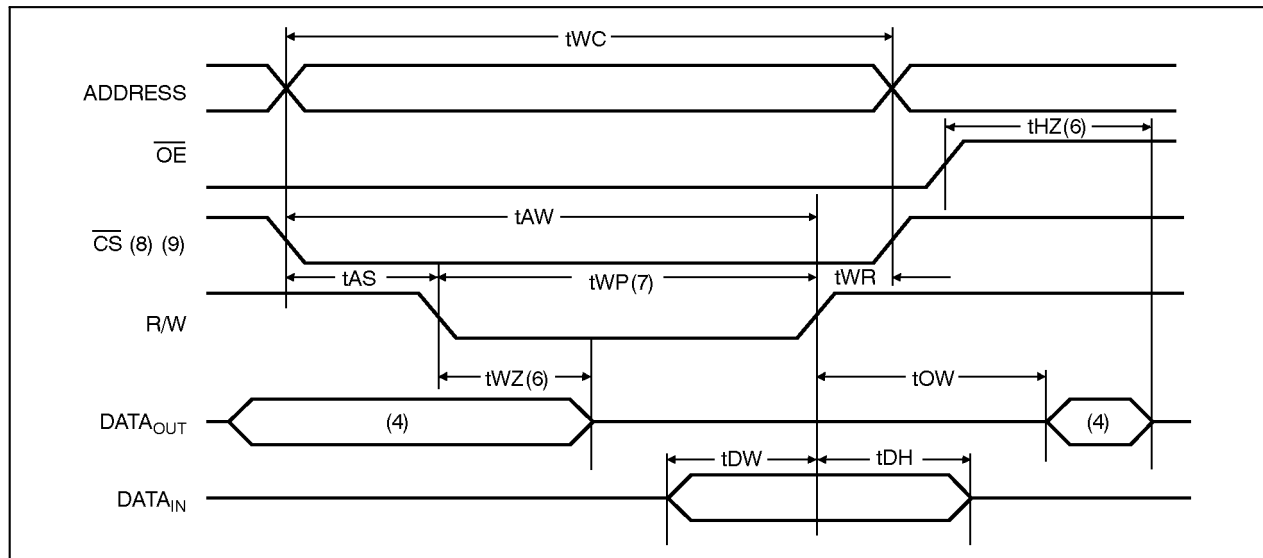 tWC
ADDRESS
tHZ(6)
OE
tAW
CS (8) (9)
tAS
tWP(7)
tWR
R/W
tWZ(6)
tOW
DATAOUT
(4)
(4)
tDW
tDH
DATAIN